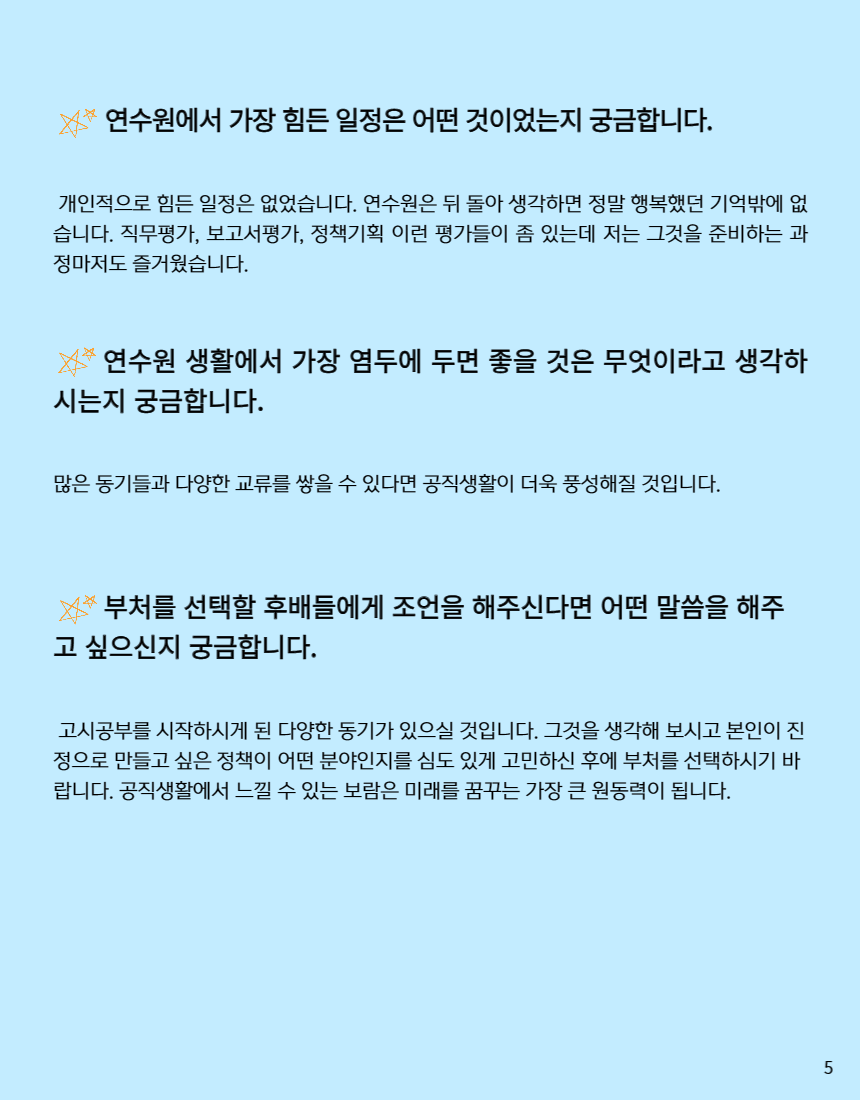 연수원에서 가장 힘든 일정은 어떤 것이었는지 궁금합니다.
개인적으로 힘든 일정은 없었습니다. 연수원은 뒤 돌아 생각하면 정말 행복했던 기억밖에 없
습니다. 직무평가, 보고서평가, 정책기획 이런 평가들이 좀 있는데 저는 그것을 준비하는 과
정마저도 즐거웠습니다.
연수원 생활에서 가장 염두에 두면 좋을 것은 무엇이라고 생각하
시는지 궁금합니다.
많은 동기들과 다양한 교류를 쌓을 수 있다면 공직생활이 더욱 풍성해질 것입니다.
부처를 선택할 후배들에게 조언을 해주신다면 어떤 말씀을 해주
고 싶으신지 궁금합니다.
고시공부를 시작하시게 된 다양한 동기가 있으실 것입니다. 그것을 생각해 보시고 본인이 진
정으로 만들고 싶은 정책이 어떤 분야인지를 심도 있게 고민하신 후에 부처를 선택하시기 바
랍니다. 공직생활에서 느낄 수 있는 보람은 미래를 꿈꾸는 가장 큰 원동력이 됩니다.
5